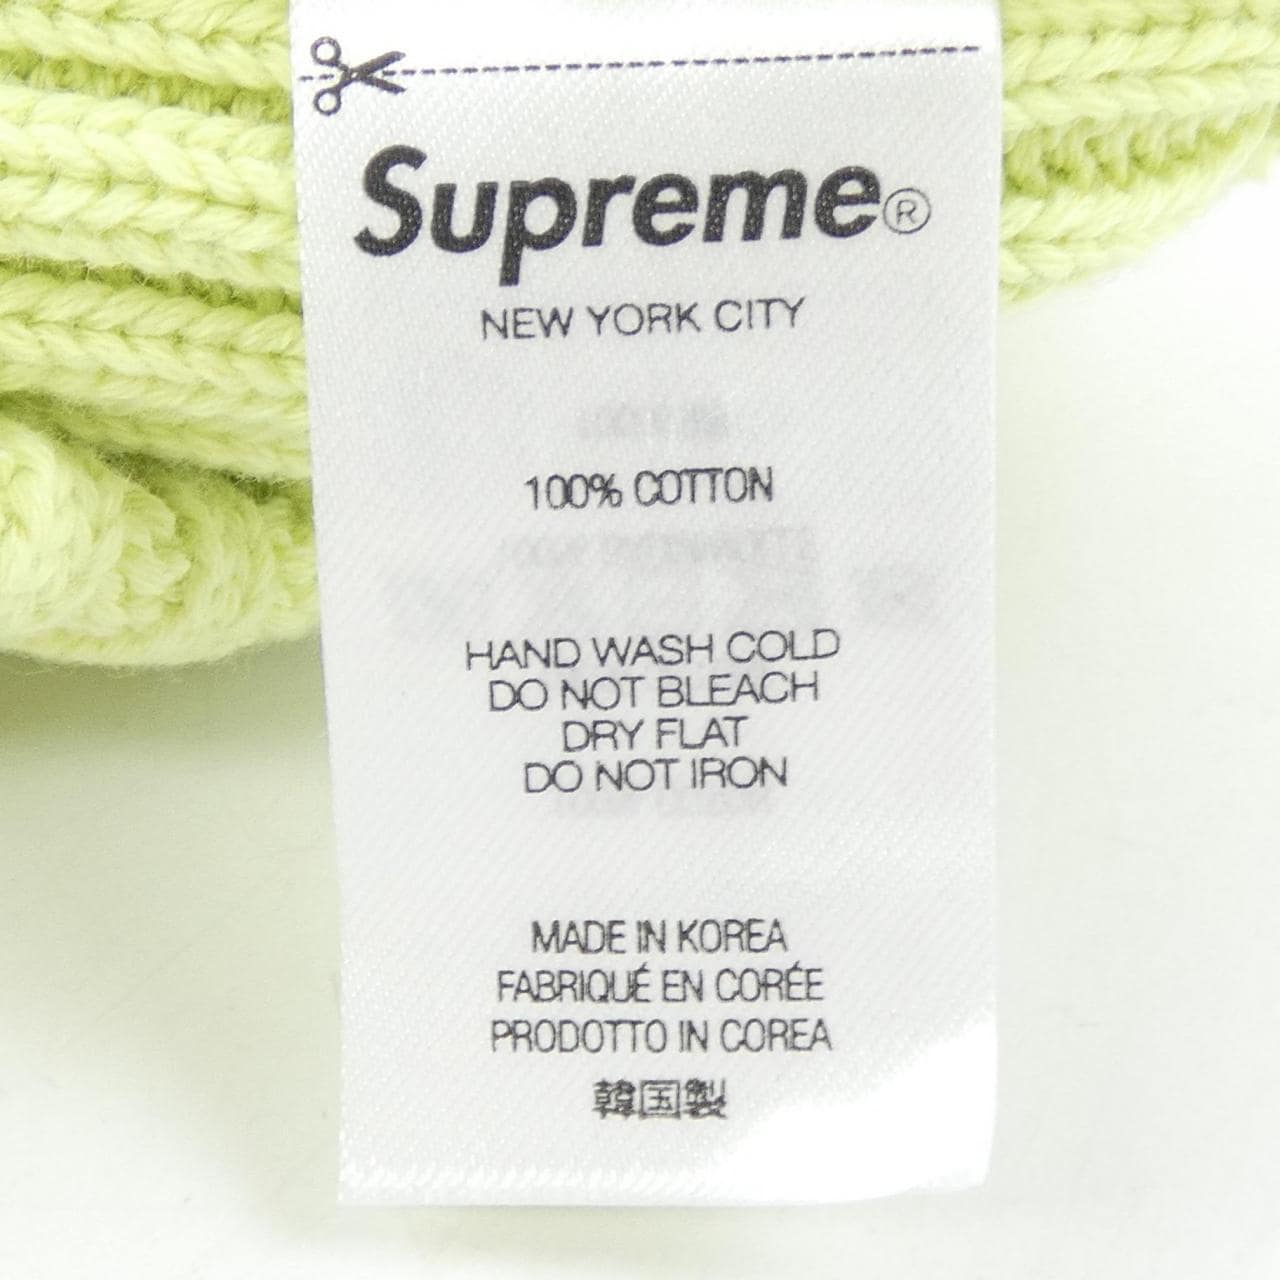 Supreme®
NEW YORK CITY
100% COTTON
HAND WASH COLD
DO NOT BLEACH
DRY FLAT
DO NOT IRON
MADE IN KOREA
FABRIQUÉ EN CORÉE
PRODOTTO IN COREA
韓国製